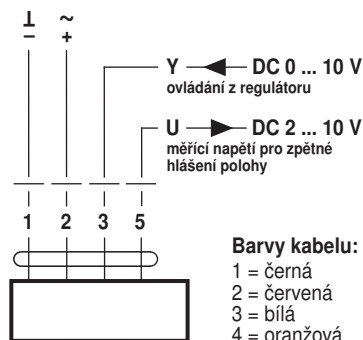 ⊥ ~
− +
Y DC 0 ... 10 V
ovládání z regulátoru
U DC 2 ... 10 V
měřící napětí pro zpětné
hlášení polohy
1 2 3 5
Barvy kabelu:
1 = černá
2 = červená
3 = bílá
4 = oranžová